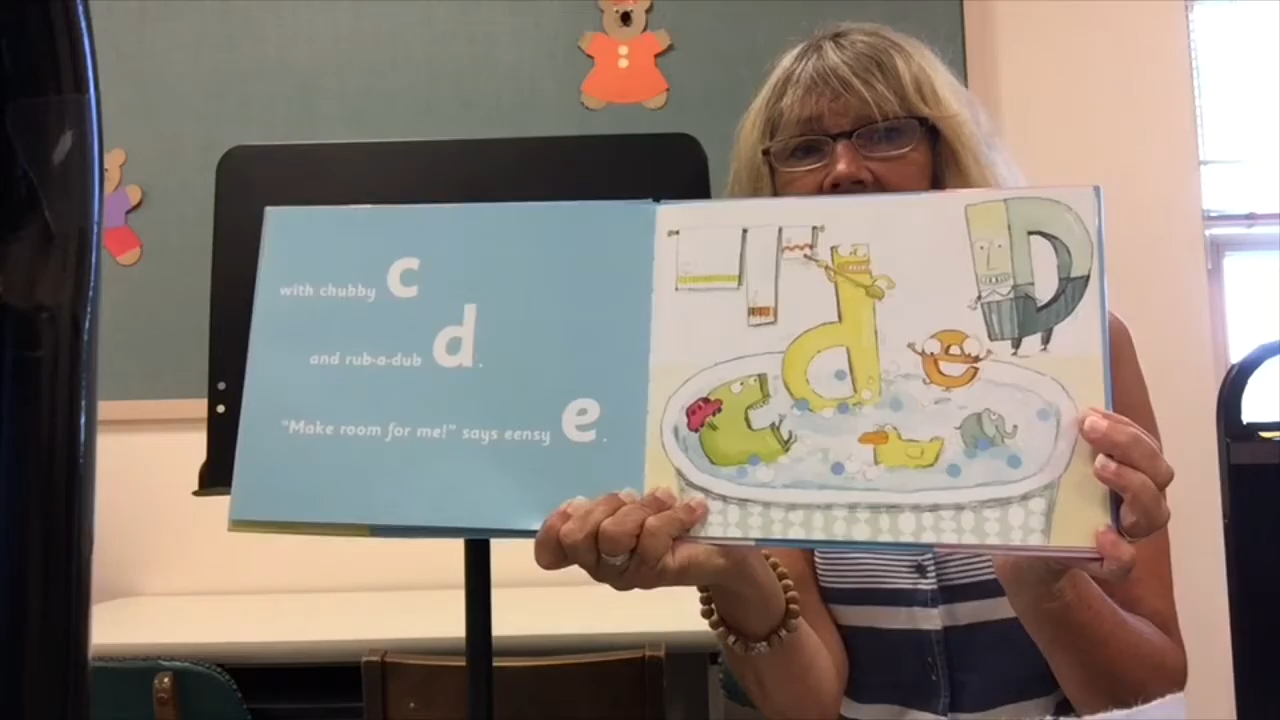 with chubby c
and rub-a-dub d.
"Make room for me!" says eensy e.